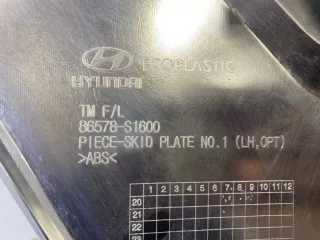 HYUNDAI ECOPLASTIC
TM F/L
86578-S1600
PIECE-SKID PLATE NO.1 (LH,OPT)
>ABS<
1 2 3 4 5 6 7 8 9 10 11 12
20
21
22
23